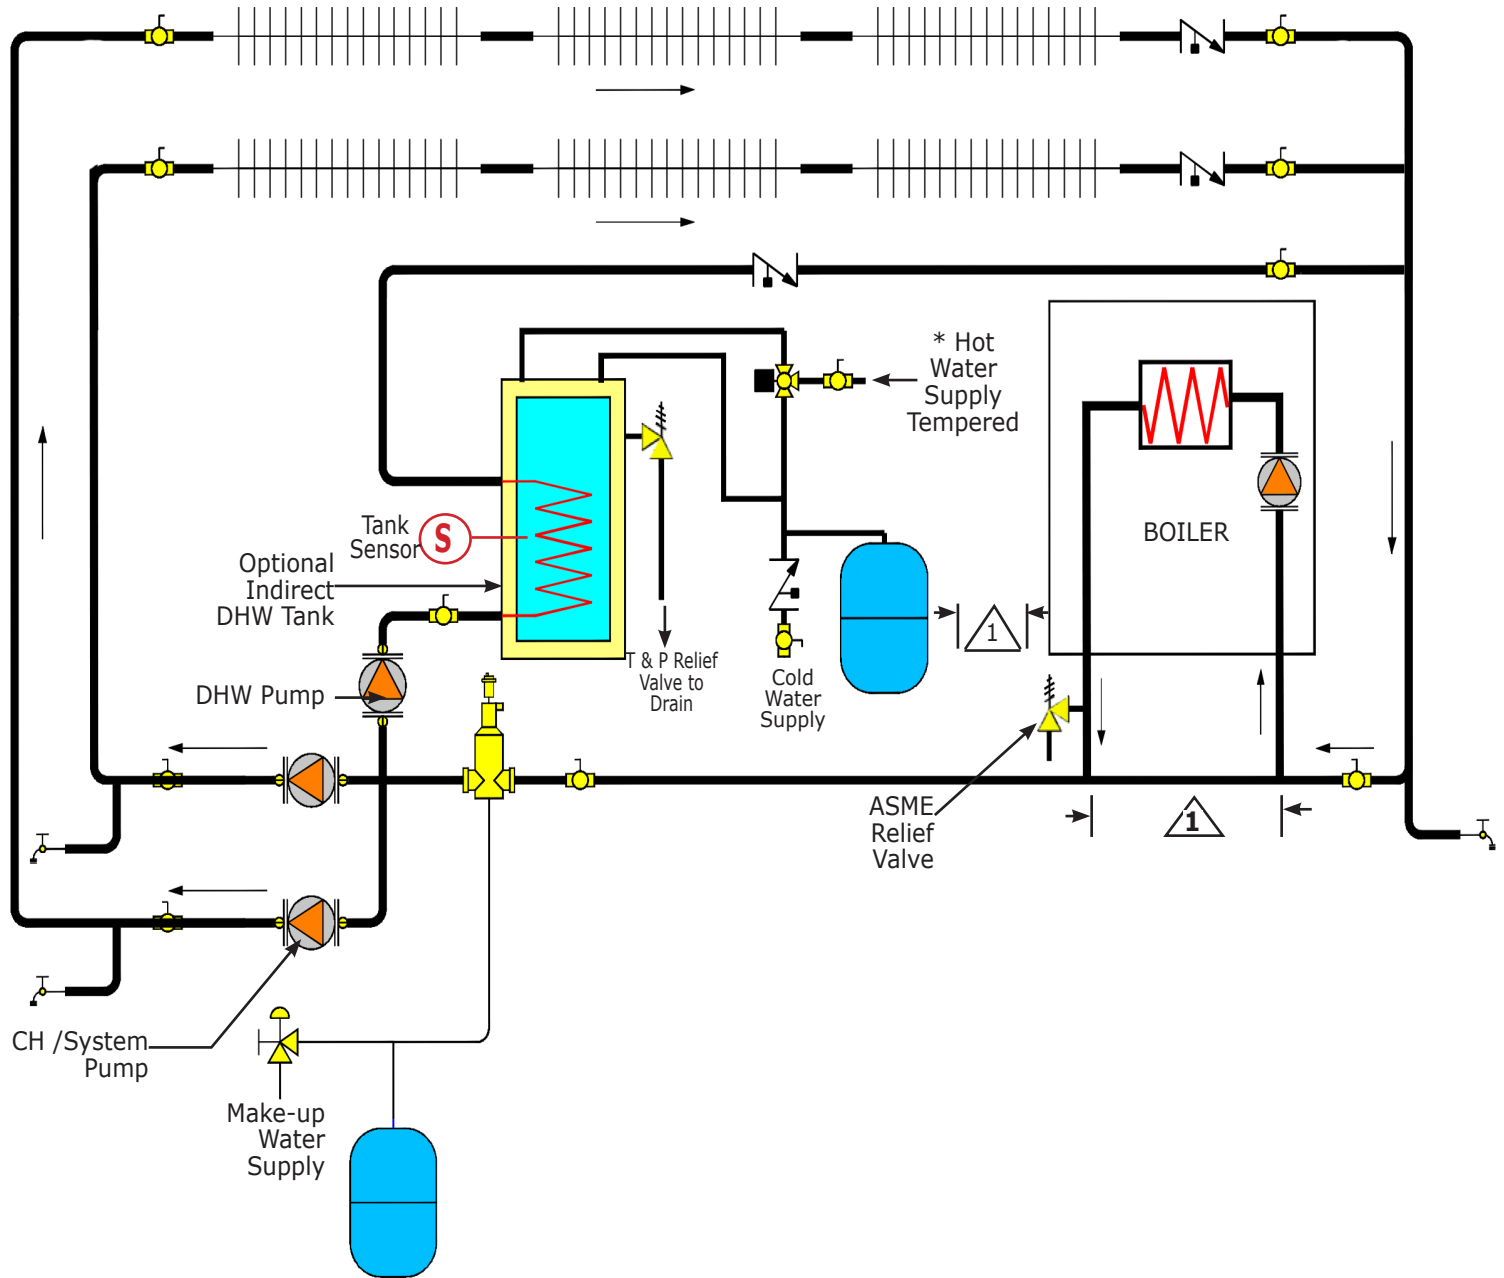 * Hot
Water
Supply
Tempered
BOILER
Tank
Sensor
S
Optional
Indirect
DHW Tank
1
T & P Relief
Valve to
Drain
Cold
Water
Supply
DHW Pump
ASME
Relief
Valve
1
CH /System
Pump
Make-up
Water
Supply